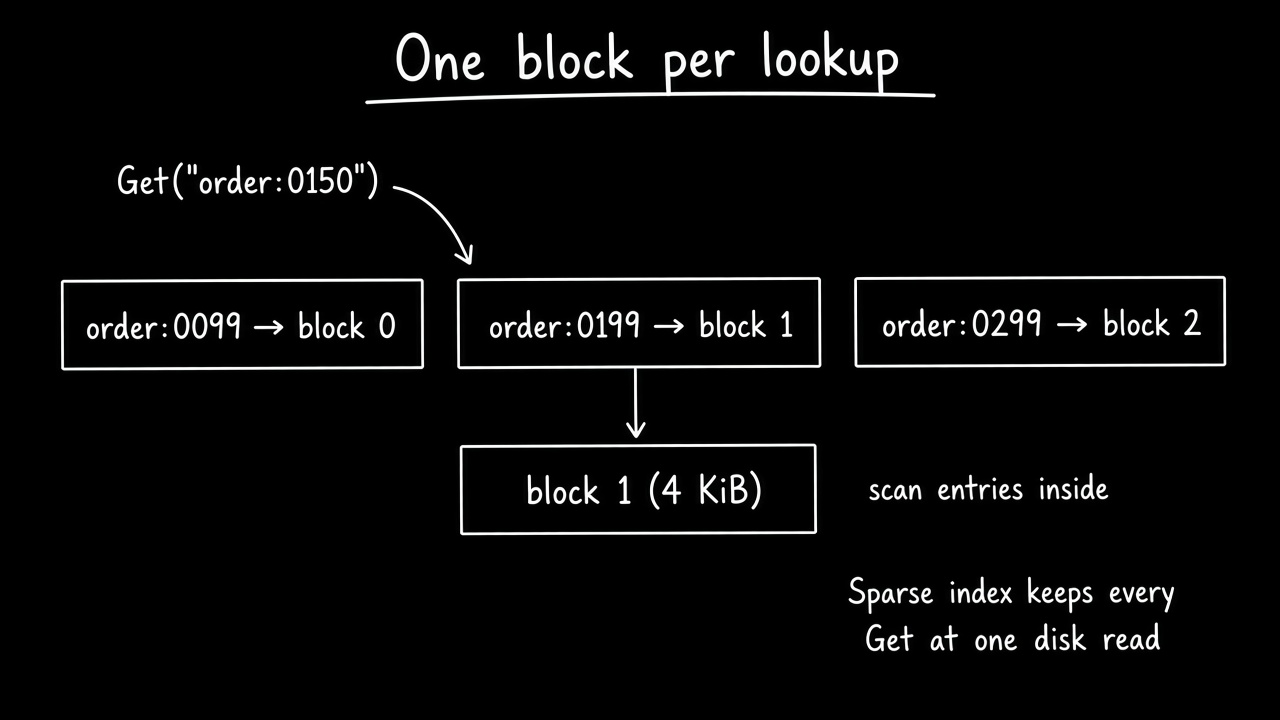 One block per lookup
Get("order:0150")
order:0099 → block 0
order:0199 → block 1
order:0299 → block 2
block 1 (4 KiB)
scan entries inside
Sparse index keeps every
Get at one disk read